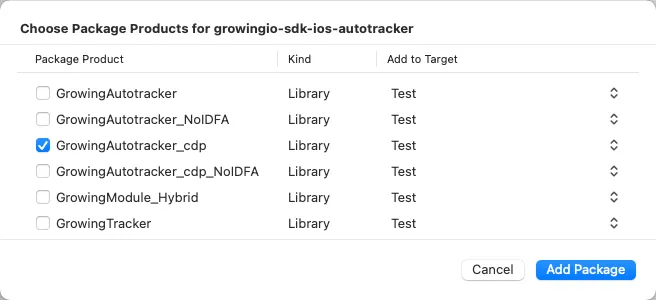 Choose Package Products for growingio-sdk-ios-autotracker
Package Product Kind Add to Target
GrowingAutotracker Library Test
GrowingAutotracker_NoIDFA Library Test
GrowingAutotracker_cdp Library Test
GrowingAutotracker_cdp_NoIDFA Library Test
GrowingModule_Hybrid Library Test
GrowingTracker Library Test
Cancel Add Package